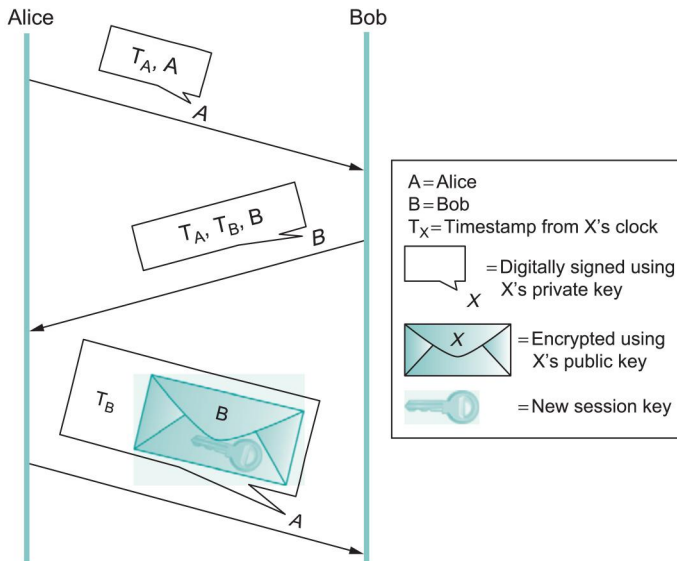 Alice
Bob
T_A, A
A
T_A, T_B, B
B
T_B
B
A
A=Alice
B=Bob
T_X=Timestamp from X's clock
X
=Digitally signed using
X's private key
X
=Encrypted using
X's public key
=New session key